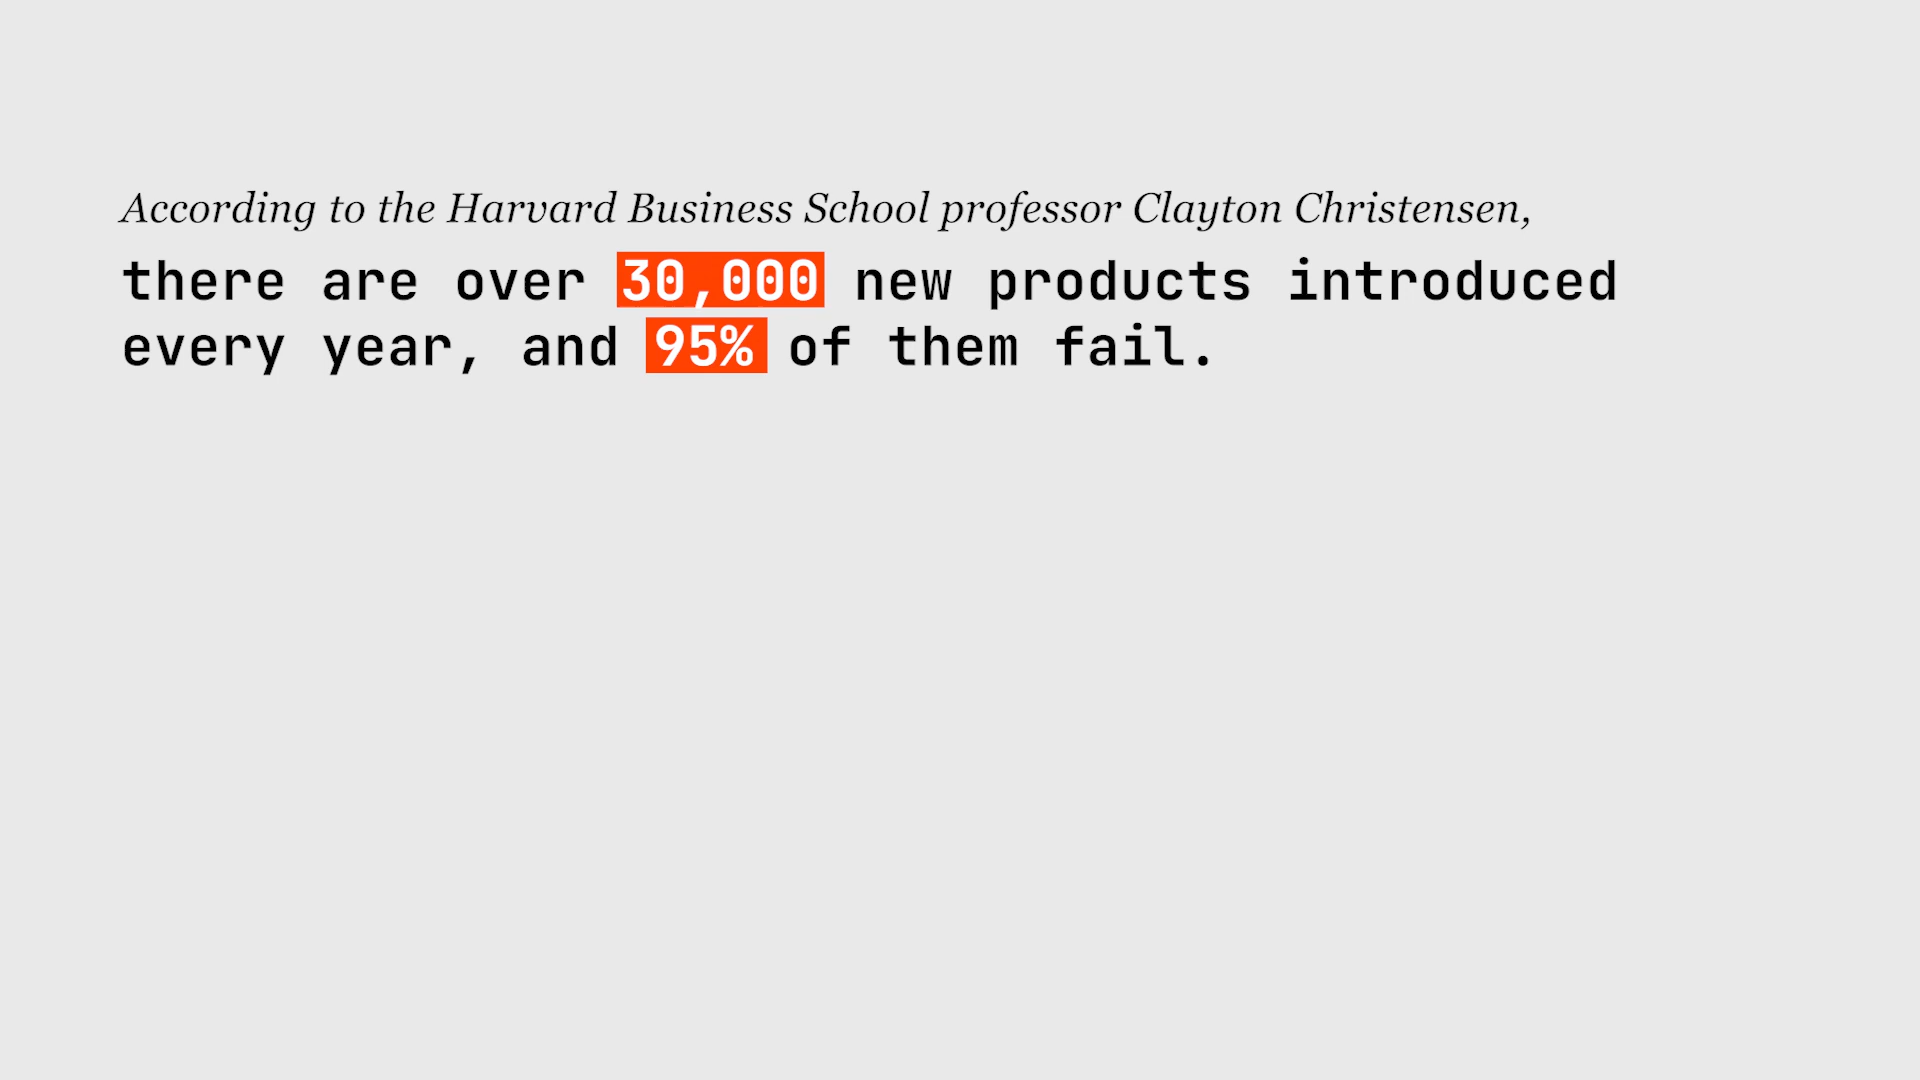 According to the Harvard Business School professor Clayton Christensen,
there are over 30,000 new products introduced
every year, and 95% of them fail.